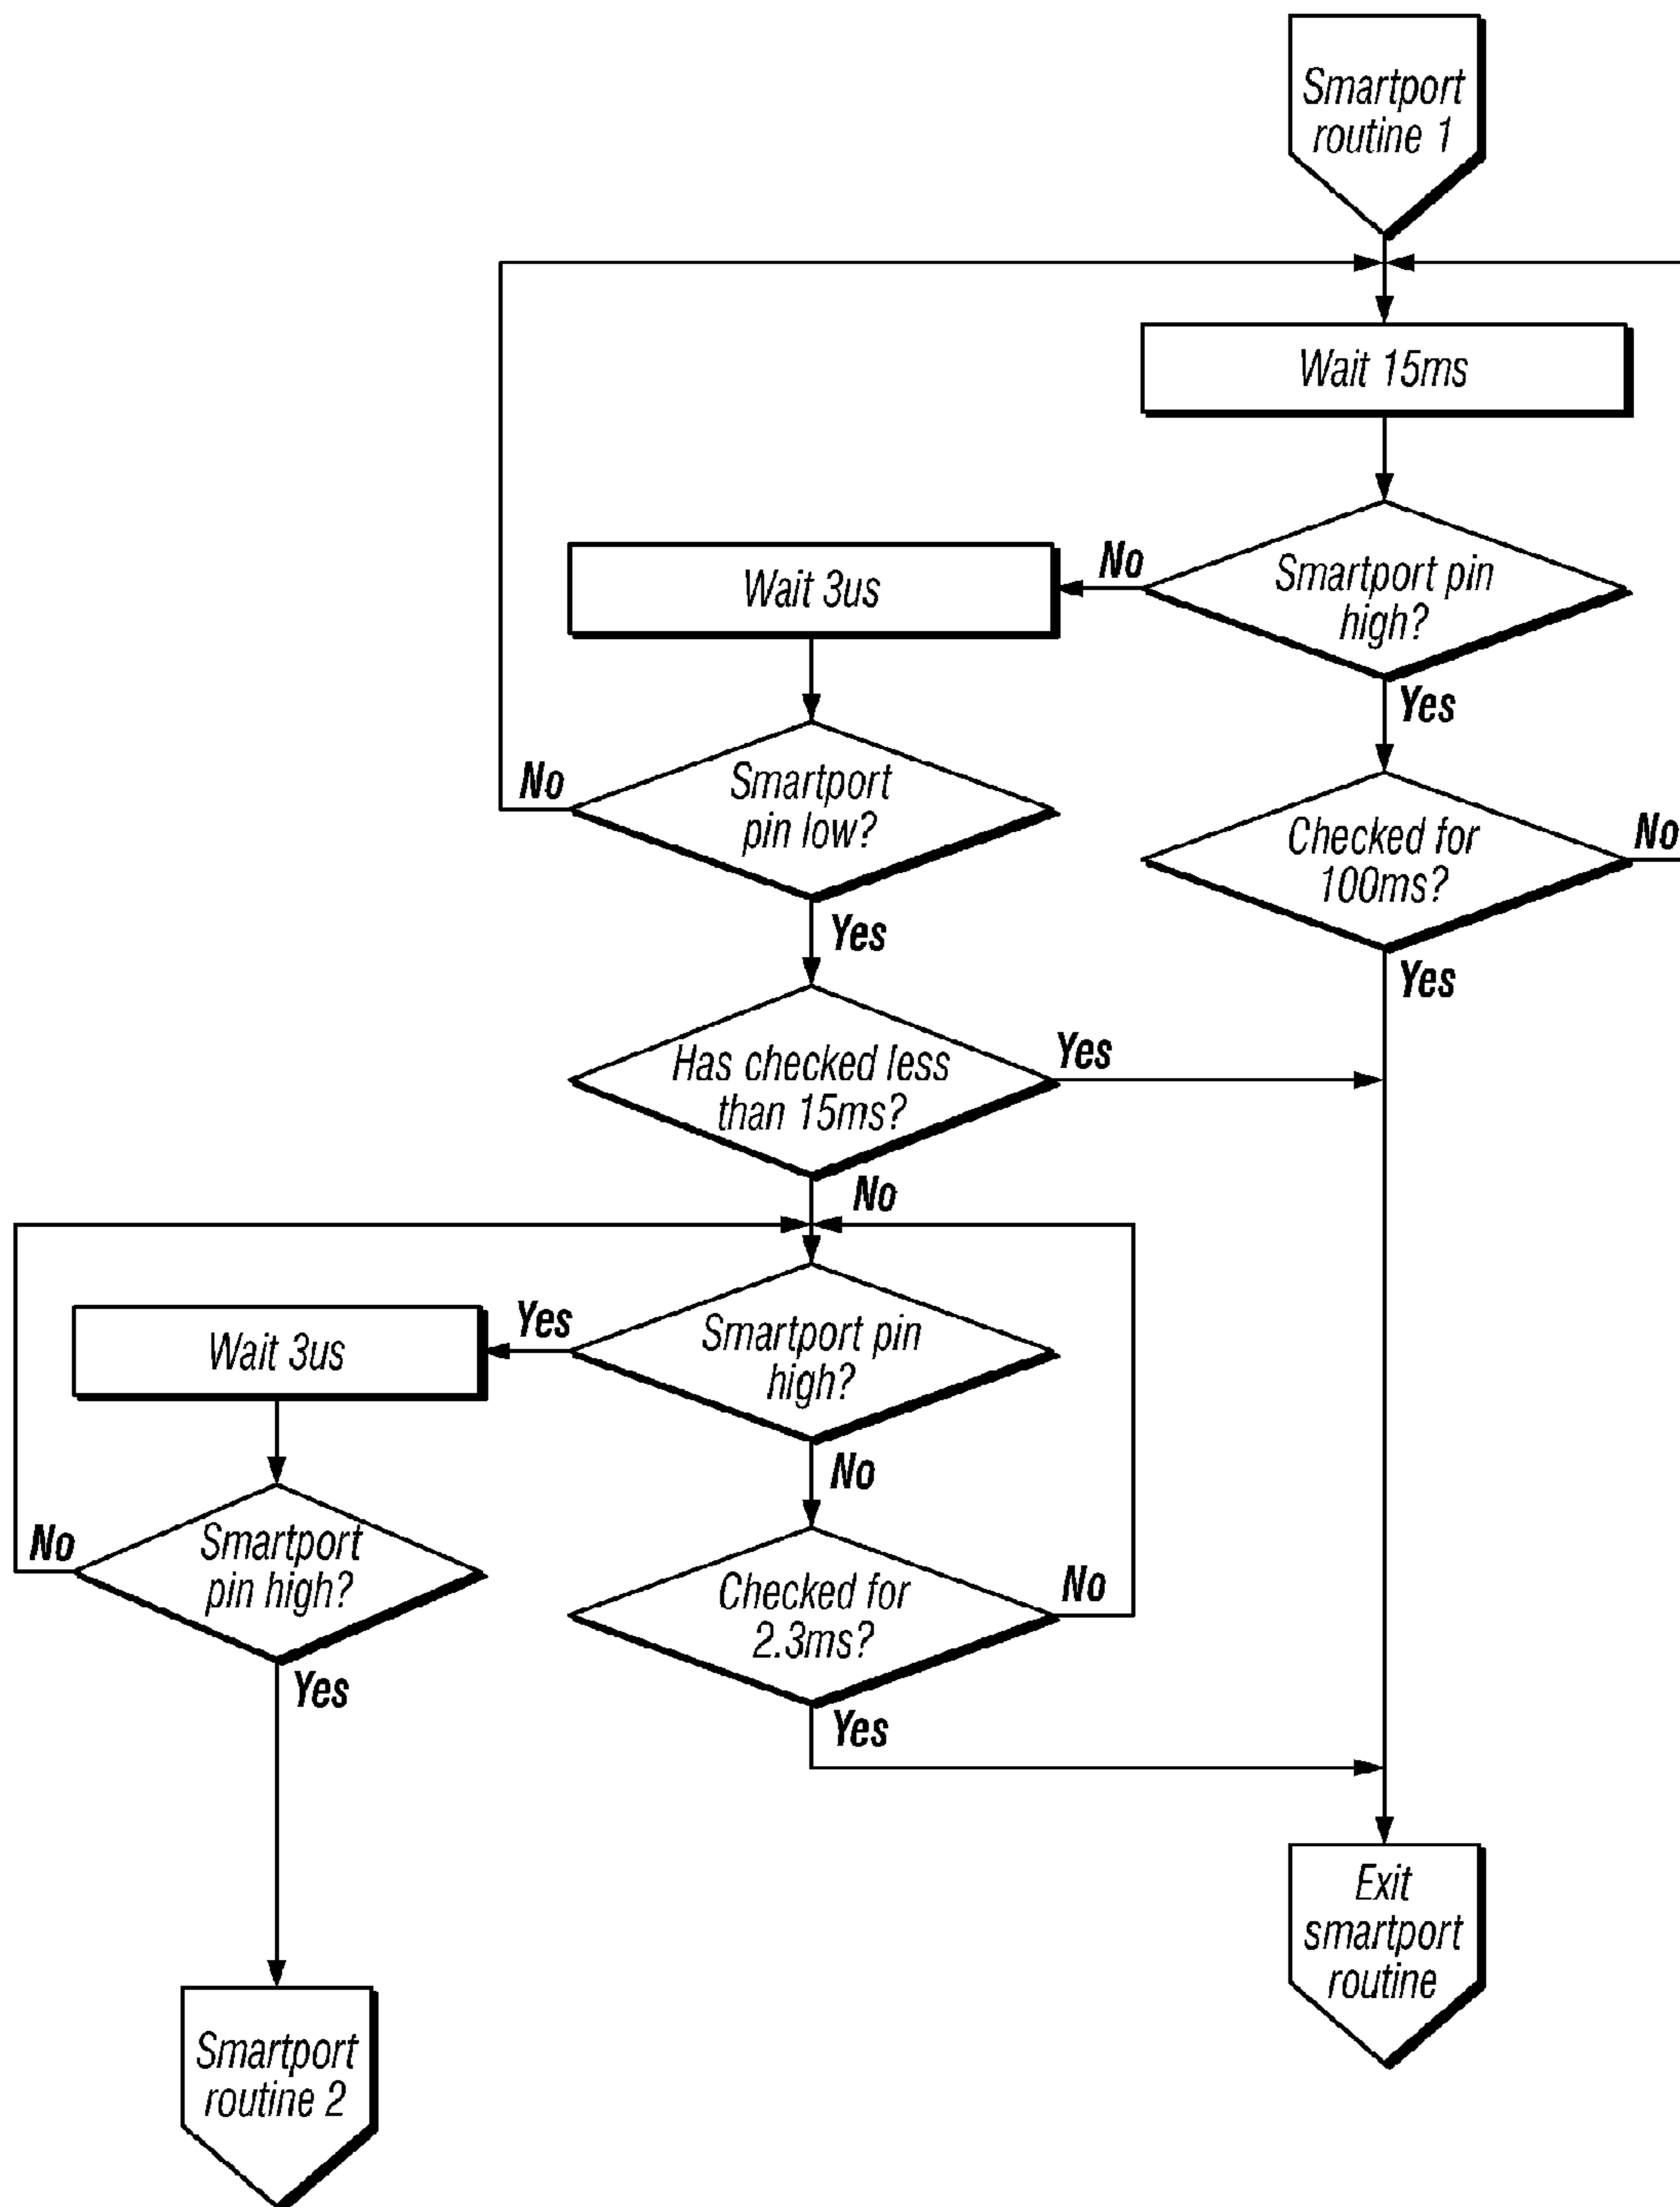 Smartport
routine 1
Wait 15ms
Smartport pin
high?
No
Wait 3us
Yes
Smartport
pin low?
No
Checked for
100ms?
No
Yes
Yes
Has checked less
than 15ms?
Yes
No
Smartport pin
high?
Yes
Wait 3us
No
Smartport
pin high?
No
Checked for
2.3ms?
No
Yes
Yes
Exit
smartport
routine
Smartport
routine 2